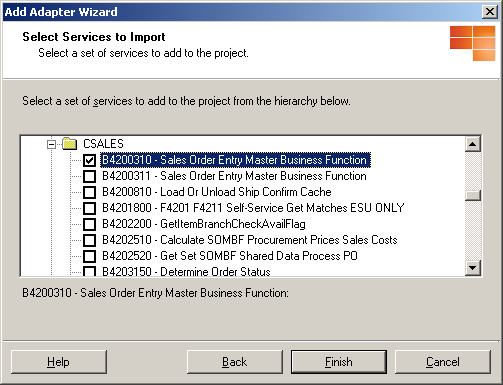 Add Adapter Wizard
Select Services to Import
Select a set of services to add to the project.
Select a set of services to add to the project from the hierarchy below.
CSALES
B4200310 - Sales Order Entry Master Business Function
B4200311 - Sales Order Entry Master Business Function
B4200810 - Load Or Unload Ship Confirm Cache
B4201800 - F4201 F4211 Self-Service Get Matches ESU ONLY
B4202200 - GetItemBranchCheckAvailFlag
B4202510 - Calculate SOMBF Procurement Prices Sales Costs
B4202520 - Get Set SOMBF Shared Data Process PO
B4203150 - Determine Order Status
B4200310 - Sales Order Entry Master Business Function:
Help Back Finish Cancel